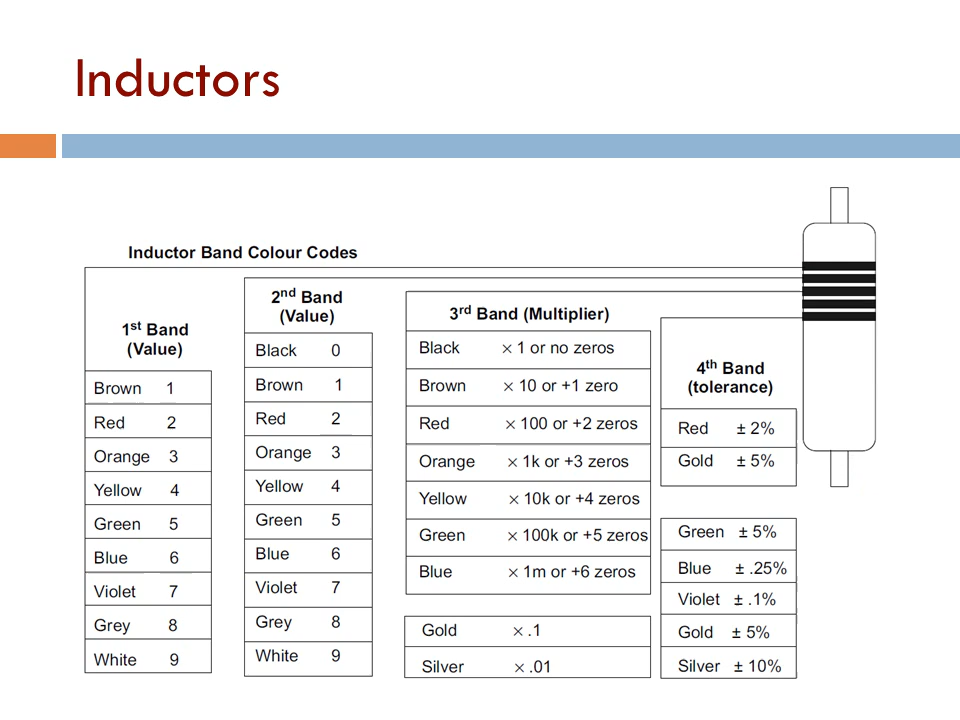 Inductors
Inductor Band Colour Codes
1st Band
(Value)
Brown 1
Red 2
Orange 3
Yellow 4
Green 5
Blue 6
Violet 7
Grey 8
White 9
2nd Band
(Value)
Black 0
Brown 1
Red 2
Orange 3
Yellow 4
Green 5
Blue 6
Violet 7
Grey 8
White 9
3rd Band (Multiplier)
Black × 1 or no zeros
Brown × 10 or +1 zero
Red × 100 or +2 zeros
Orange × 1k or +3 zeros
Yellow × 10k or +4 zeros
Green × 100k or +5 zeros
Blue × 1m or +6 zeros
Gold × .1
Silver × .01
4th Band
(tolerance)
Red ± 2%
Gold ± 5%
Green ± 5%
Blue ± .25%
Violet ± .1%
Gold ± 5%
Silver ± 10%